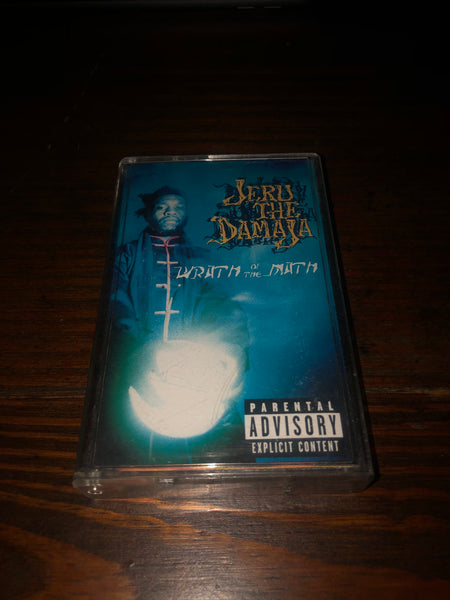 JERU
THE
DAMAJA
WRATH OF THE MATH
PARENTAL
ADVISORY
EXPLICIT CONTENT